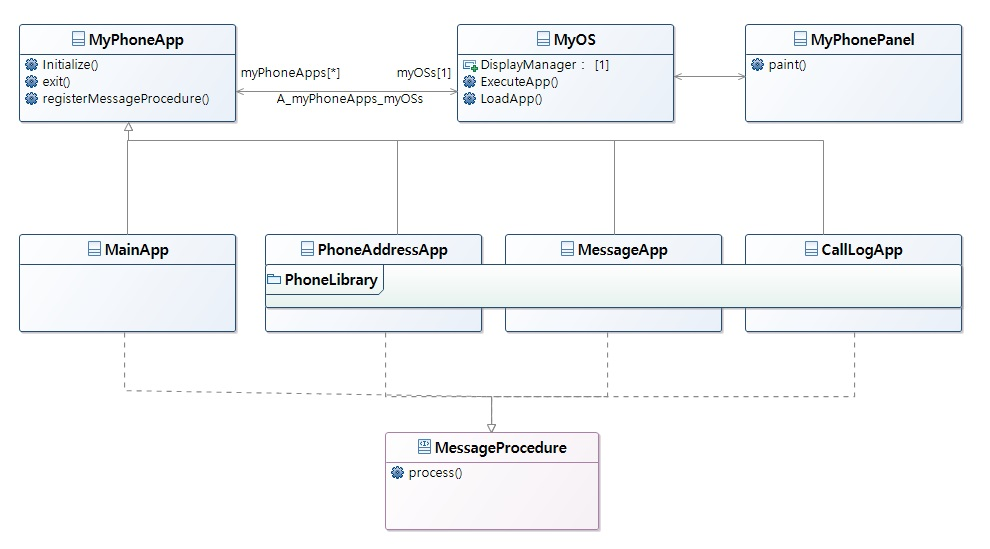 MyPhoneApp
Initialize()
exit()
registerMessageProcedure()
myPhoneApps[*]
myOSs[1]
A_myPhoneApps_myOSs
MyOS
DisplayManager : [1]
ExecuteApp()
LoadApp()
MyPhonePanel
paint()
MainApp
PhoneAddressApp
MessageApp
CallLogApp
PhoneLibrary
MessageProcedure
process()